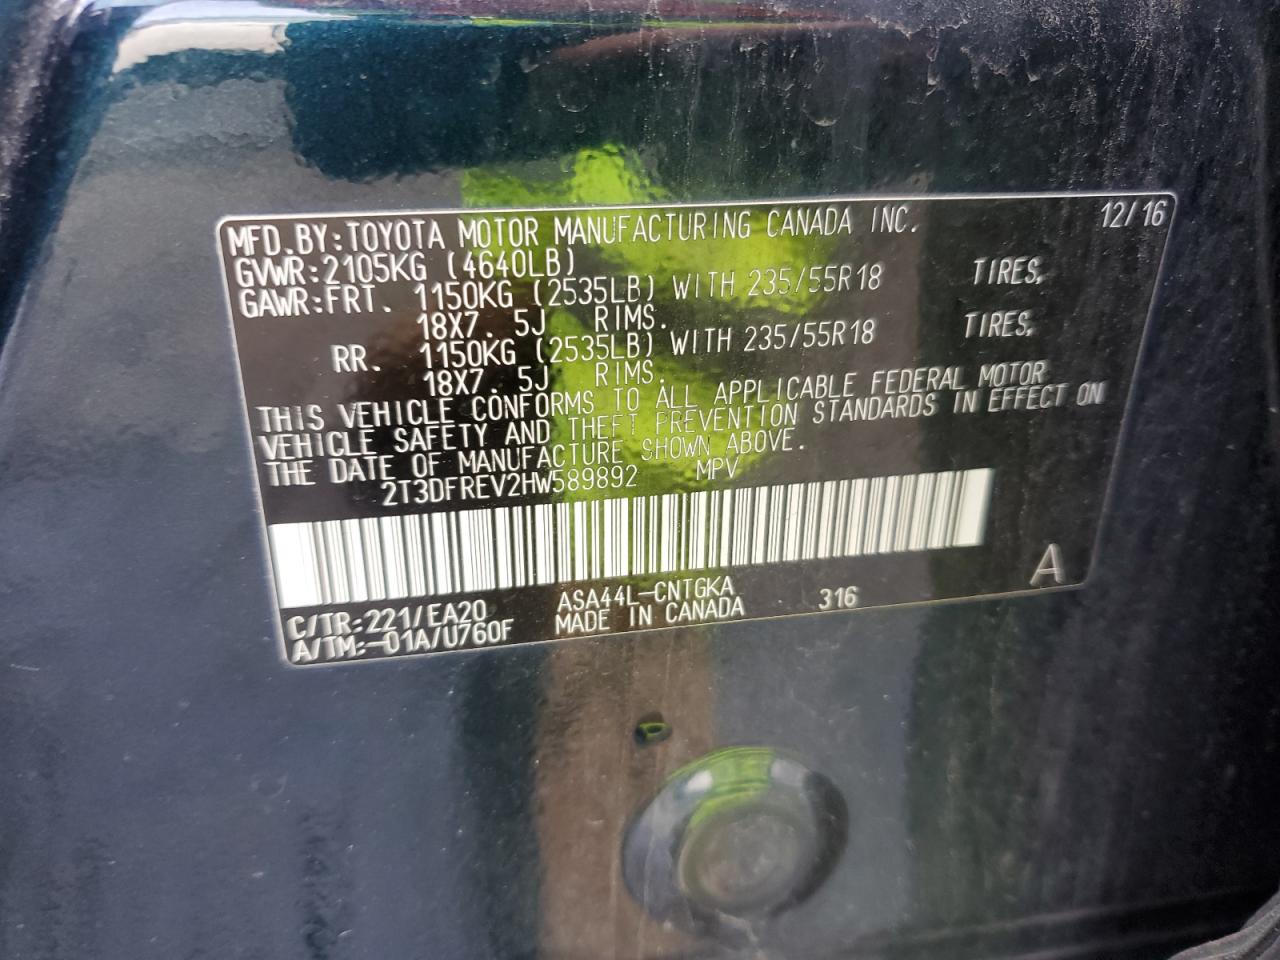 MFD.BY:TOYOTA MOTOR MANUFACTURING CANADA INC. 12/16
GVWR:2105KG (4640LB)
GAWR:FRT. 1150KG (2535LB) WITH 235/55R18 TIRES,
18X7. 5J RIMS.
RR. 1150KG (2535LB) WITH 235/55R18 TIRES,
18X7. 5J RIMS.
THIS VEHICLE CONFORMS TO ALL APPLICABLE FEDERAL MOTOR
VEHICLE SAFETY AND THEFT PREVENTION STANDARDS IN EFFECT ON
THE DATE OF MANUFACTURE SHOWN ABOVE.
2T3DFREV2HW589892 MPV
C/TR:221/EA20 ASA44L-CNTGKA 316 A
A/TM:-01A/U760F MADE IN CANADA